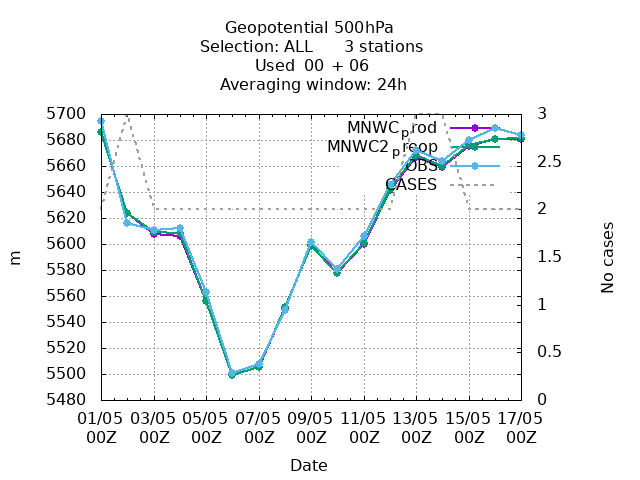 Geopotential 500hPa
Selection: ALL 3 stations
Used 00 + 06
Averaging window: 24h
5700
5680
5660
5640
5620
5600
5580
5560
5540
5520
5500
5480
m
3
2.5
2
1.5
1
0.5
0
No cases
MNWCprod
MNWC2preop
OBS
CASES
01/05 03/05 05/05 07/05 09/05 11/05 13/05 15/05 17/05
00Z 00Z 00Z 00Z 00Z 00Z 00Z 00Z 00Z
Date